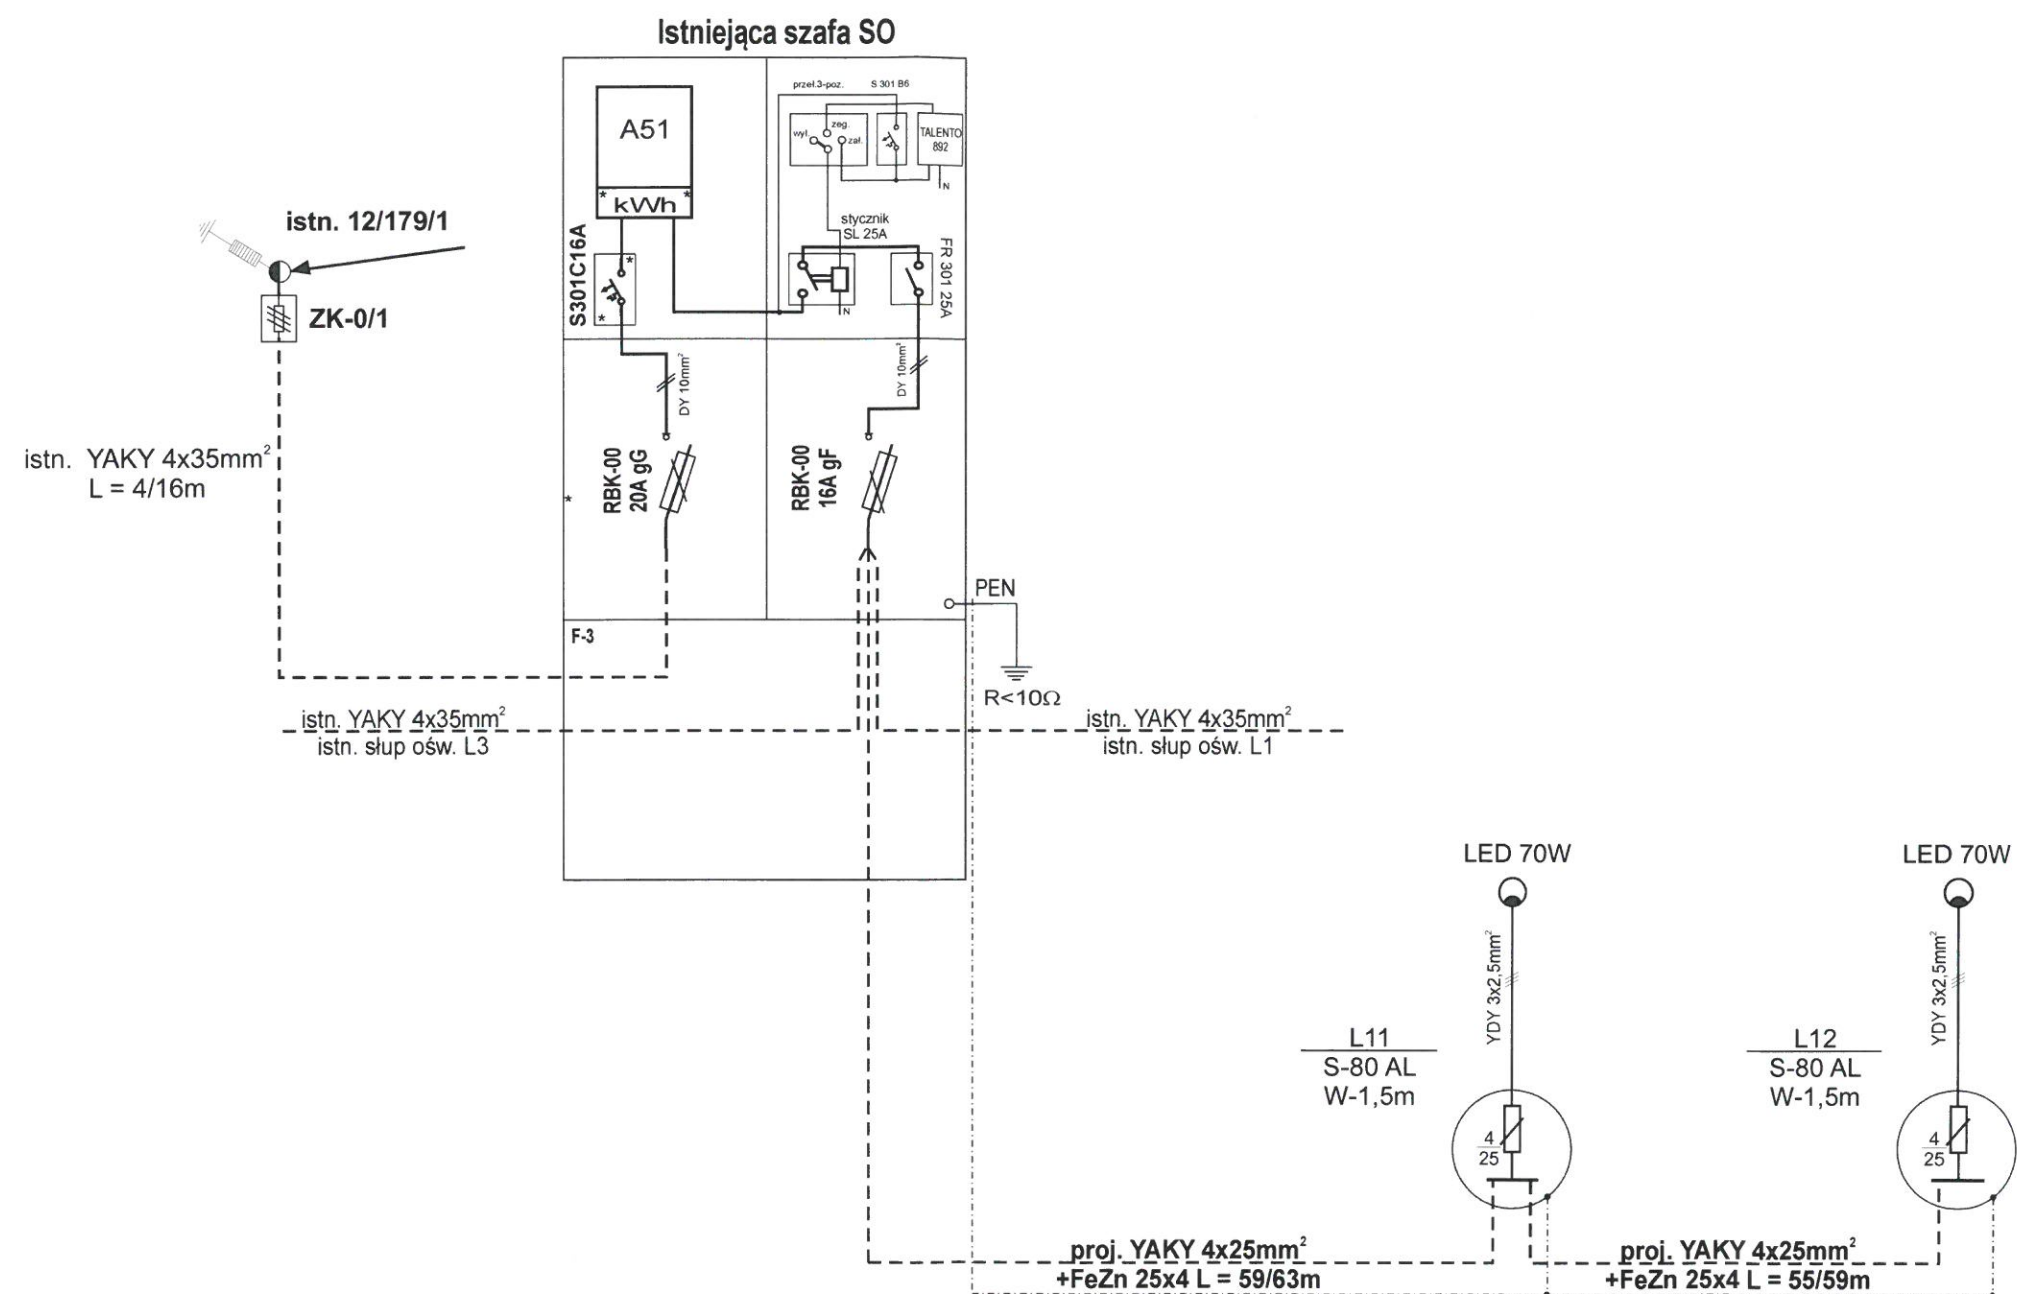 Istniejąca szafa SO
przeł.3-poz.
S 301 B6
A51
kWh
*
*
wył.
zeg.
zał.
TALENTO
892
N
istn. 12/179/1
ZK-0/1
S301C16A
*
*
stycznik
SL 25A
N
FR 301 25A
DY 10mm²
DY 10mm²
istn. YAKY 4x35mm²
L = 4/16m
*
RBK-00
20A gG
RBK-00
16A gF
PEN
F-3
R<10Ω
istn. YAKY 4x35mm²
istn. słup ośw. L3
istn. YAKY 4x35mm²
istn. słup ośw. L1
LED 70W
LED 70W
YDY 3x2,5mm²
YDY 3x2,5mm²
L11
S-80 AL
W-1,5m
L12
S-80 AL
W-1,5m
4
25
4
25
proj. YAKY 4x25mm²
+FeZn 25x4 L = 59/63m
proj. YAKY 4x25mm²
+FeZn 25x4 L = 55/59m